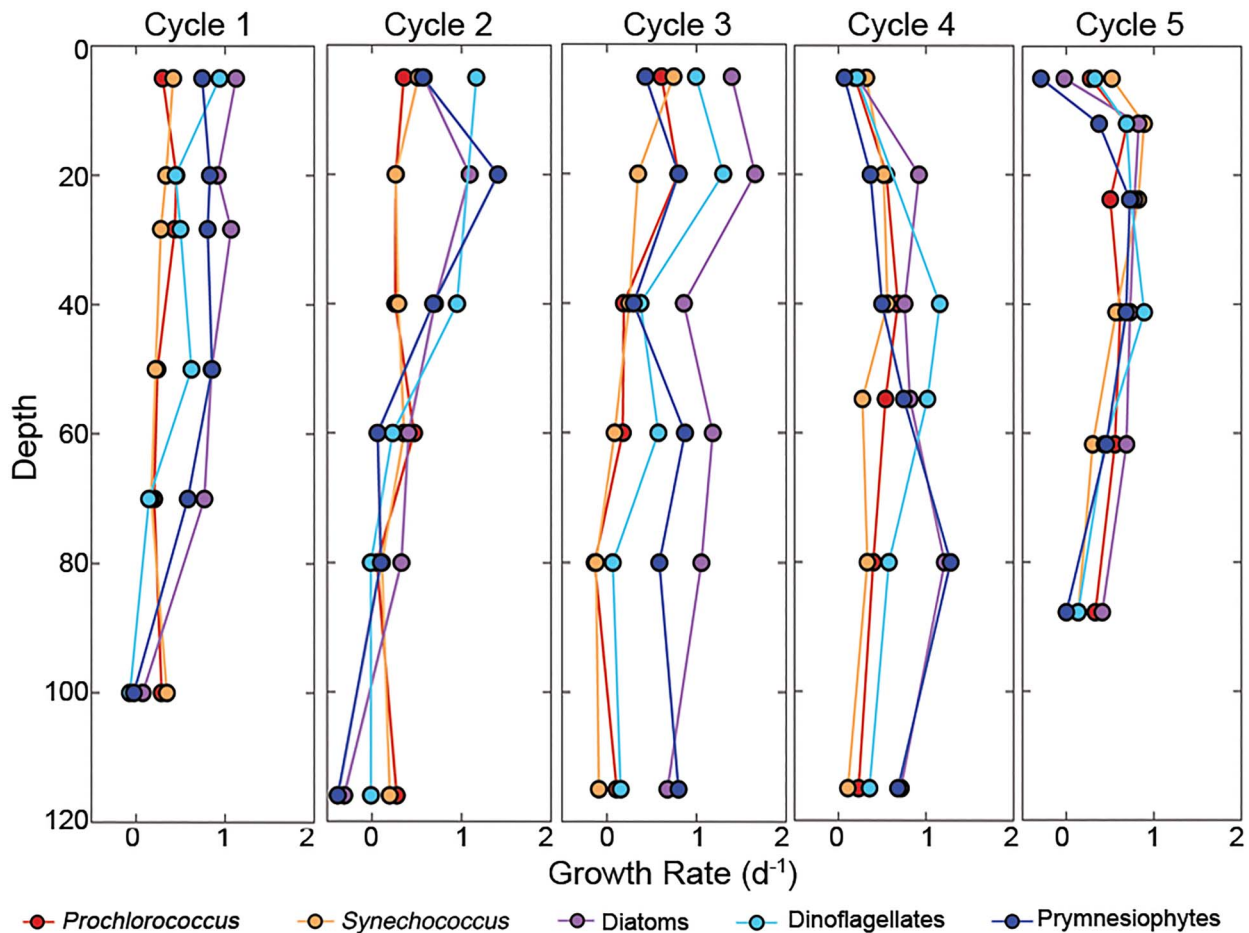 Cycle 1 Cycle 2 Cycle 3 Cycle 4 Cycle 5
0
20
40
60
80
100
120
Depth
0 1 2 0 1 2 0 1 2 0 1 2 0 1 2
Growth Rate (d-1)
Prochlorococcus Synechococcus Diatoms Dinoflagellates Prymnesiophytes